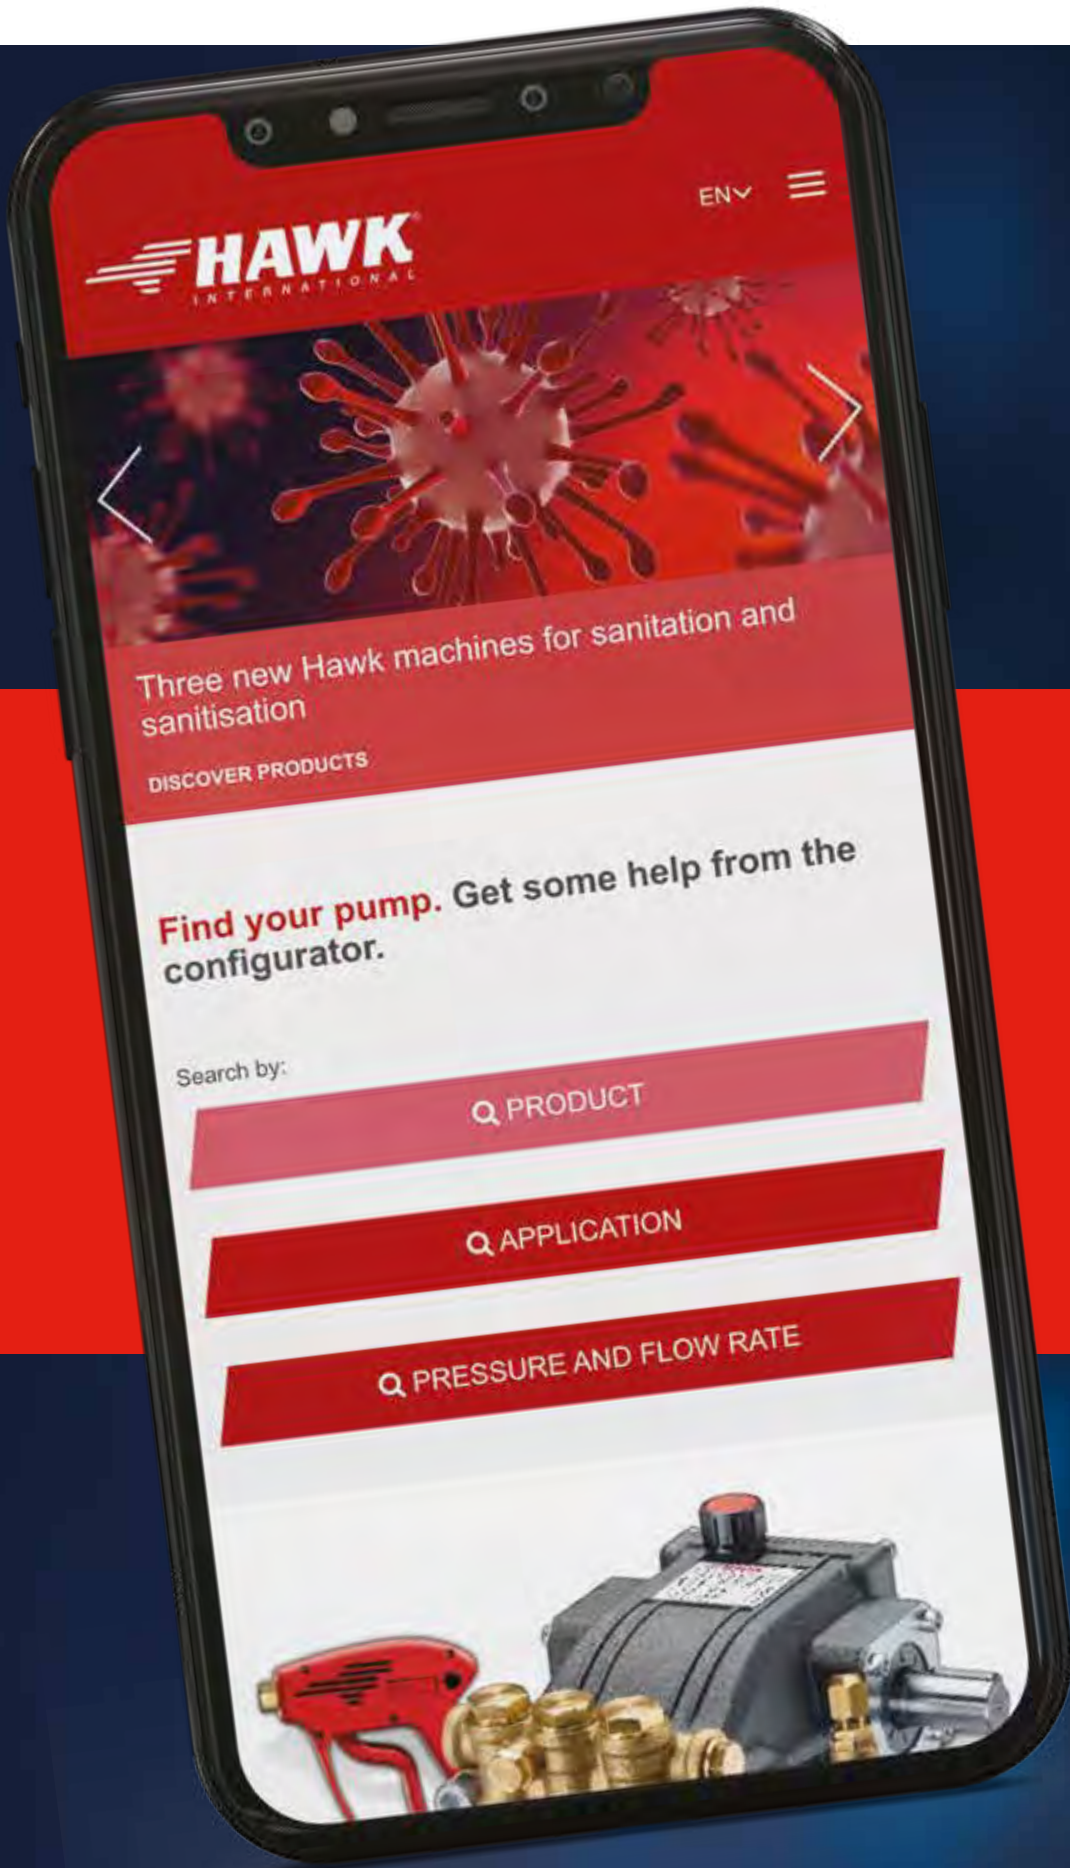 EN
HAWK®
INTERNATIONAL
Three new Hawk machines for sanitation and
sanitisation
DISCOVER PRODUCTS
Find your pump. Get some help from the
configurator.
Search by:
PRODUCT
APPLICATION
PRESSURE AND FLOW RATE